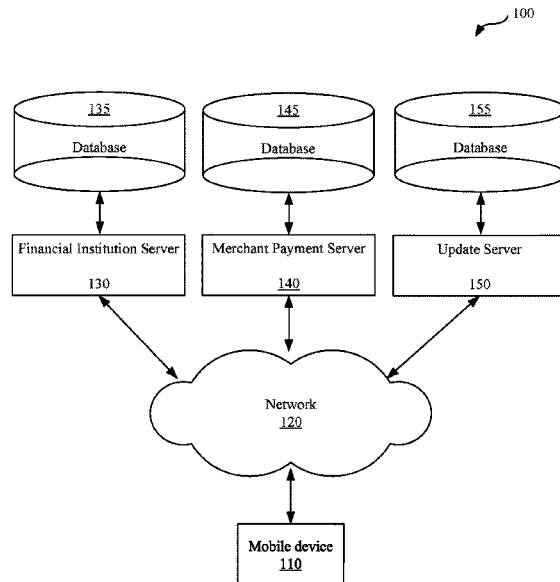 100
135
145
155
Database
Database
Database
Financial Institution Server
Merchant Payment Server
Update Server
130
140
150
Network
120
Mobile device
110